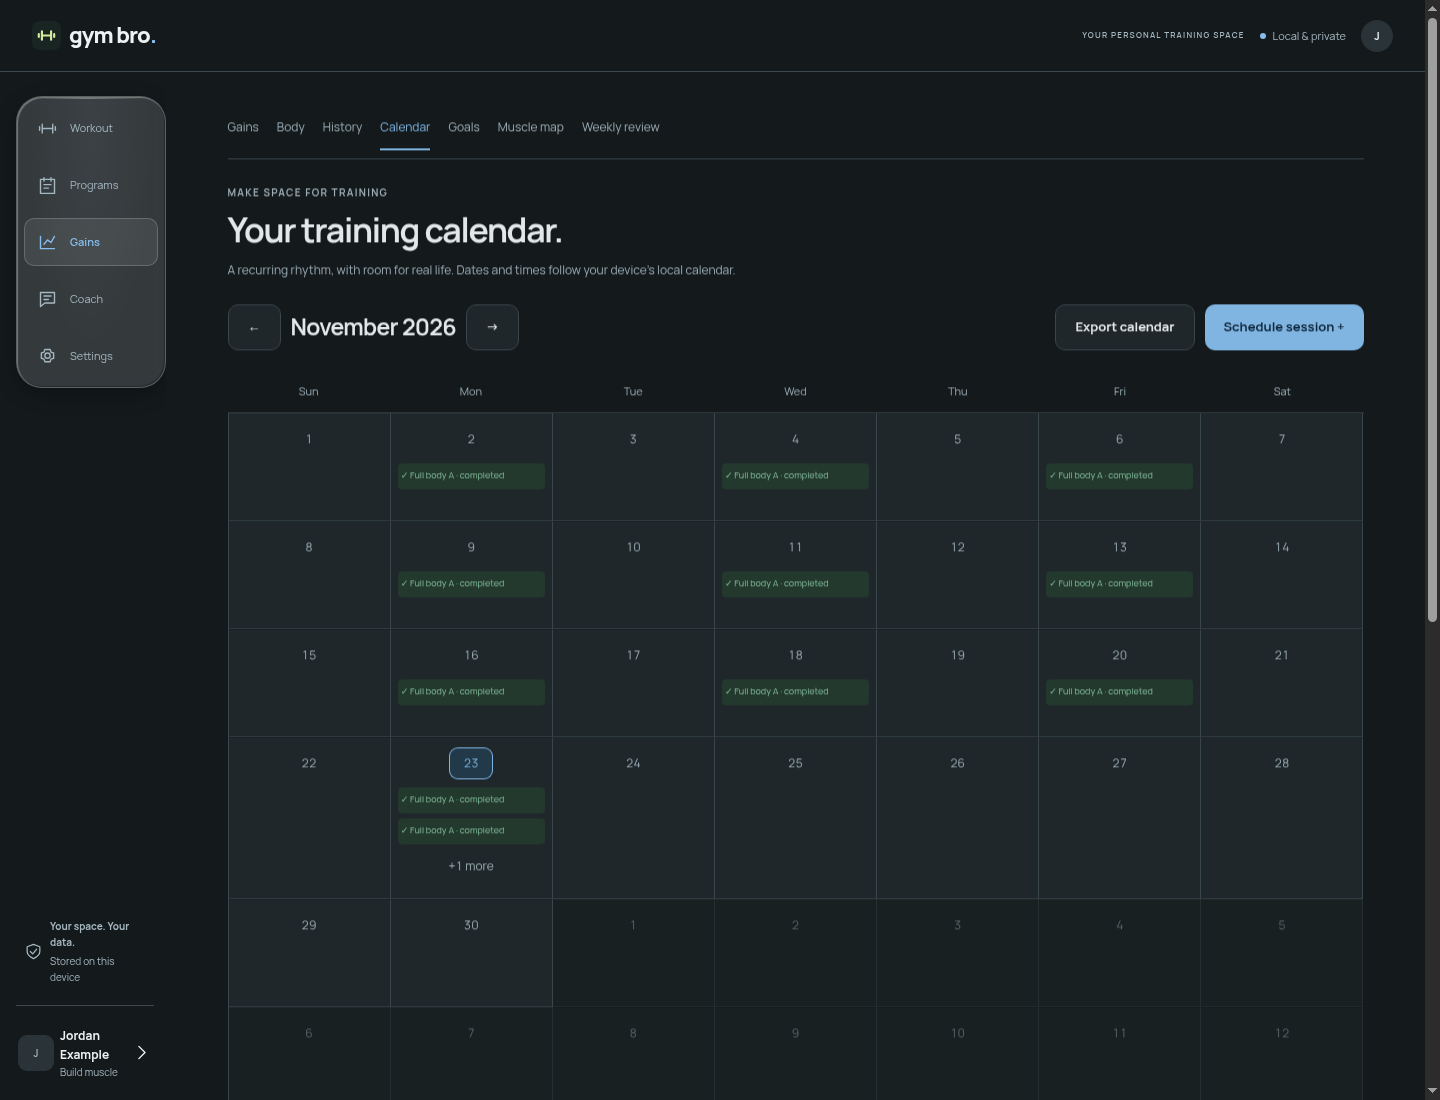 gym bro.
YOUR PERSONAL TRAINING SPACE
Local & private
J
Workout
Programs
Gains
Coach
Settings
Gains Body History Calendar Goals Muscle map Weekly review
MAKE SPACE FOR TRAINING
Your training calendar.
A recurring rhythm, with room for real life. Dates and times follow your device's local calendar.
← November 2026 →
Export calendar
Schedule session +
Sun Mon Tue Wed Thu Fri Sat
1 2 3 4 5 6 7
✓ Full body A · completed ✓ Full body A · completed ✓ Full body A · completed
8 9 10 11 12 13 14
✓ Full body A · completed ✓ Full body A · completed ✓ Full body A · completed
15 16 17 18 19 20 21
✓ Full body A · completed ✓ Full body A · completed ✓ Full body A · completed
22 23 24 25 26 27 28
✓ Full body A · completed
✓ Full body A · completed
+1 more
29 30 1 2 3 4 5
6 7 8 9 10 11 12
Your space. Your
data.
Stored on this
device
J
Jordan
Example
Build muscle